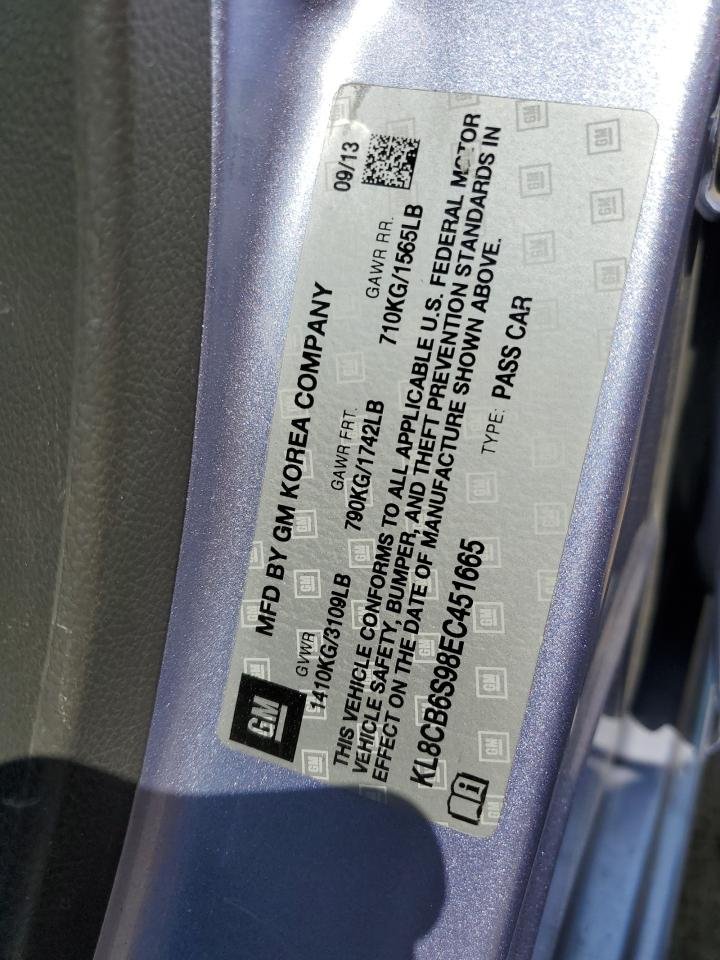 GM
MFD BY GM KOREA COMPANY
09/13
GVWR
GAWR FRT.
GAWR RR.
1410KG/3109LB
790KG/1742LB
710KG/1565LB
THIS VEHICLE CONFORMS TO ALL APPLICABLE U.S. FEDERAL MOTOR
VEHICLE SAFETY, BUMPER, AND THEFT PREVENTION STANDARDS IN
EFFECT ON THE DATE OF MANUFACTURE SHOWN ABOVE.
KL8CB6S98EC451665
TYPE: PASS CAR